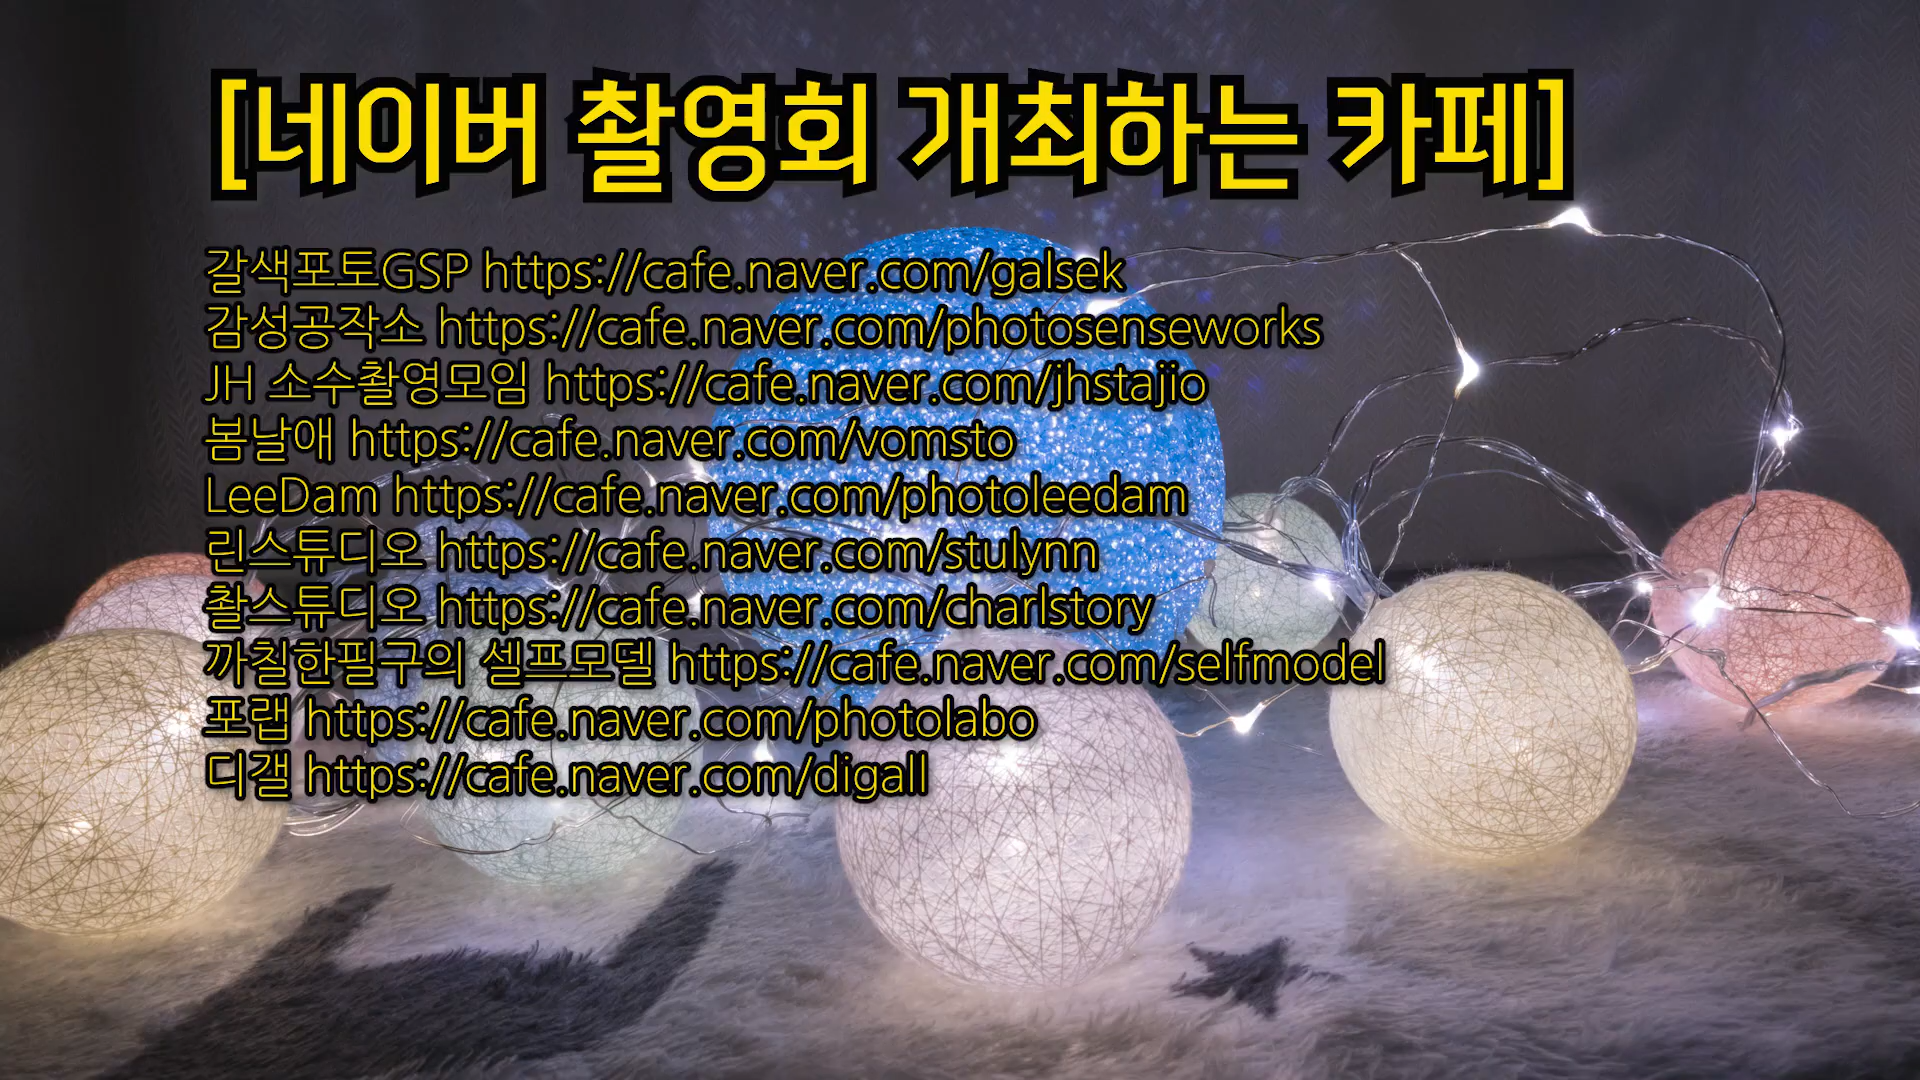 [네이버 촬영회 개최하는 카페]
갈색포토GSP https://cafe.naver.com/galsek
감성공작소 https://cafe.naver.com/photosenseworks
JH 소수촬영모임 https://cafe.naver.com/jhstajio
봄날애 https://cafe.naver.com/vomsto
LeeDam https://cafe.naver.com/photoleedam
린스튜디오 https://cafe.naver.com/stulynn
촬스튜디오 https://cafe.naver.com/charlstory
까칠한필구의 셀프모델 https://cafe.naver.com/selfmodel
포랩 https://cafe.naver.com/photolabo
디갤 https://cafe.naver.com/digall